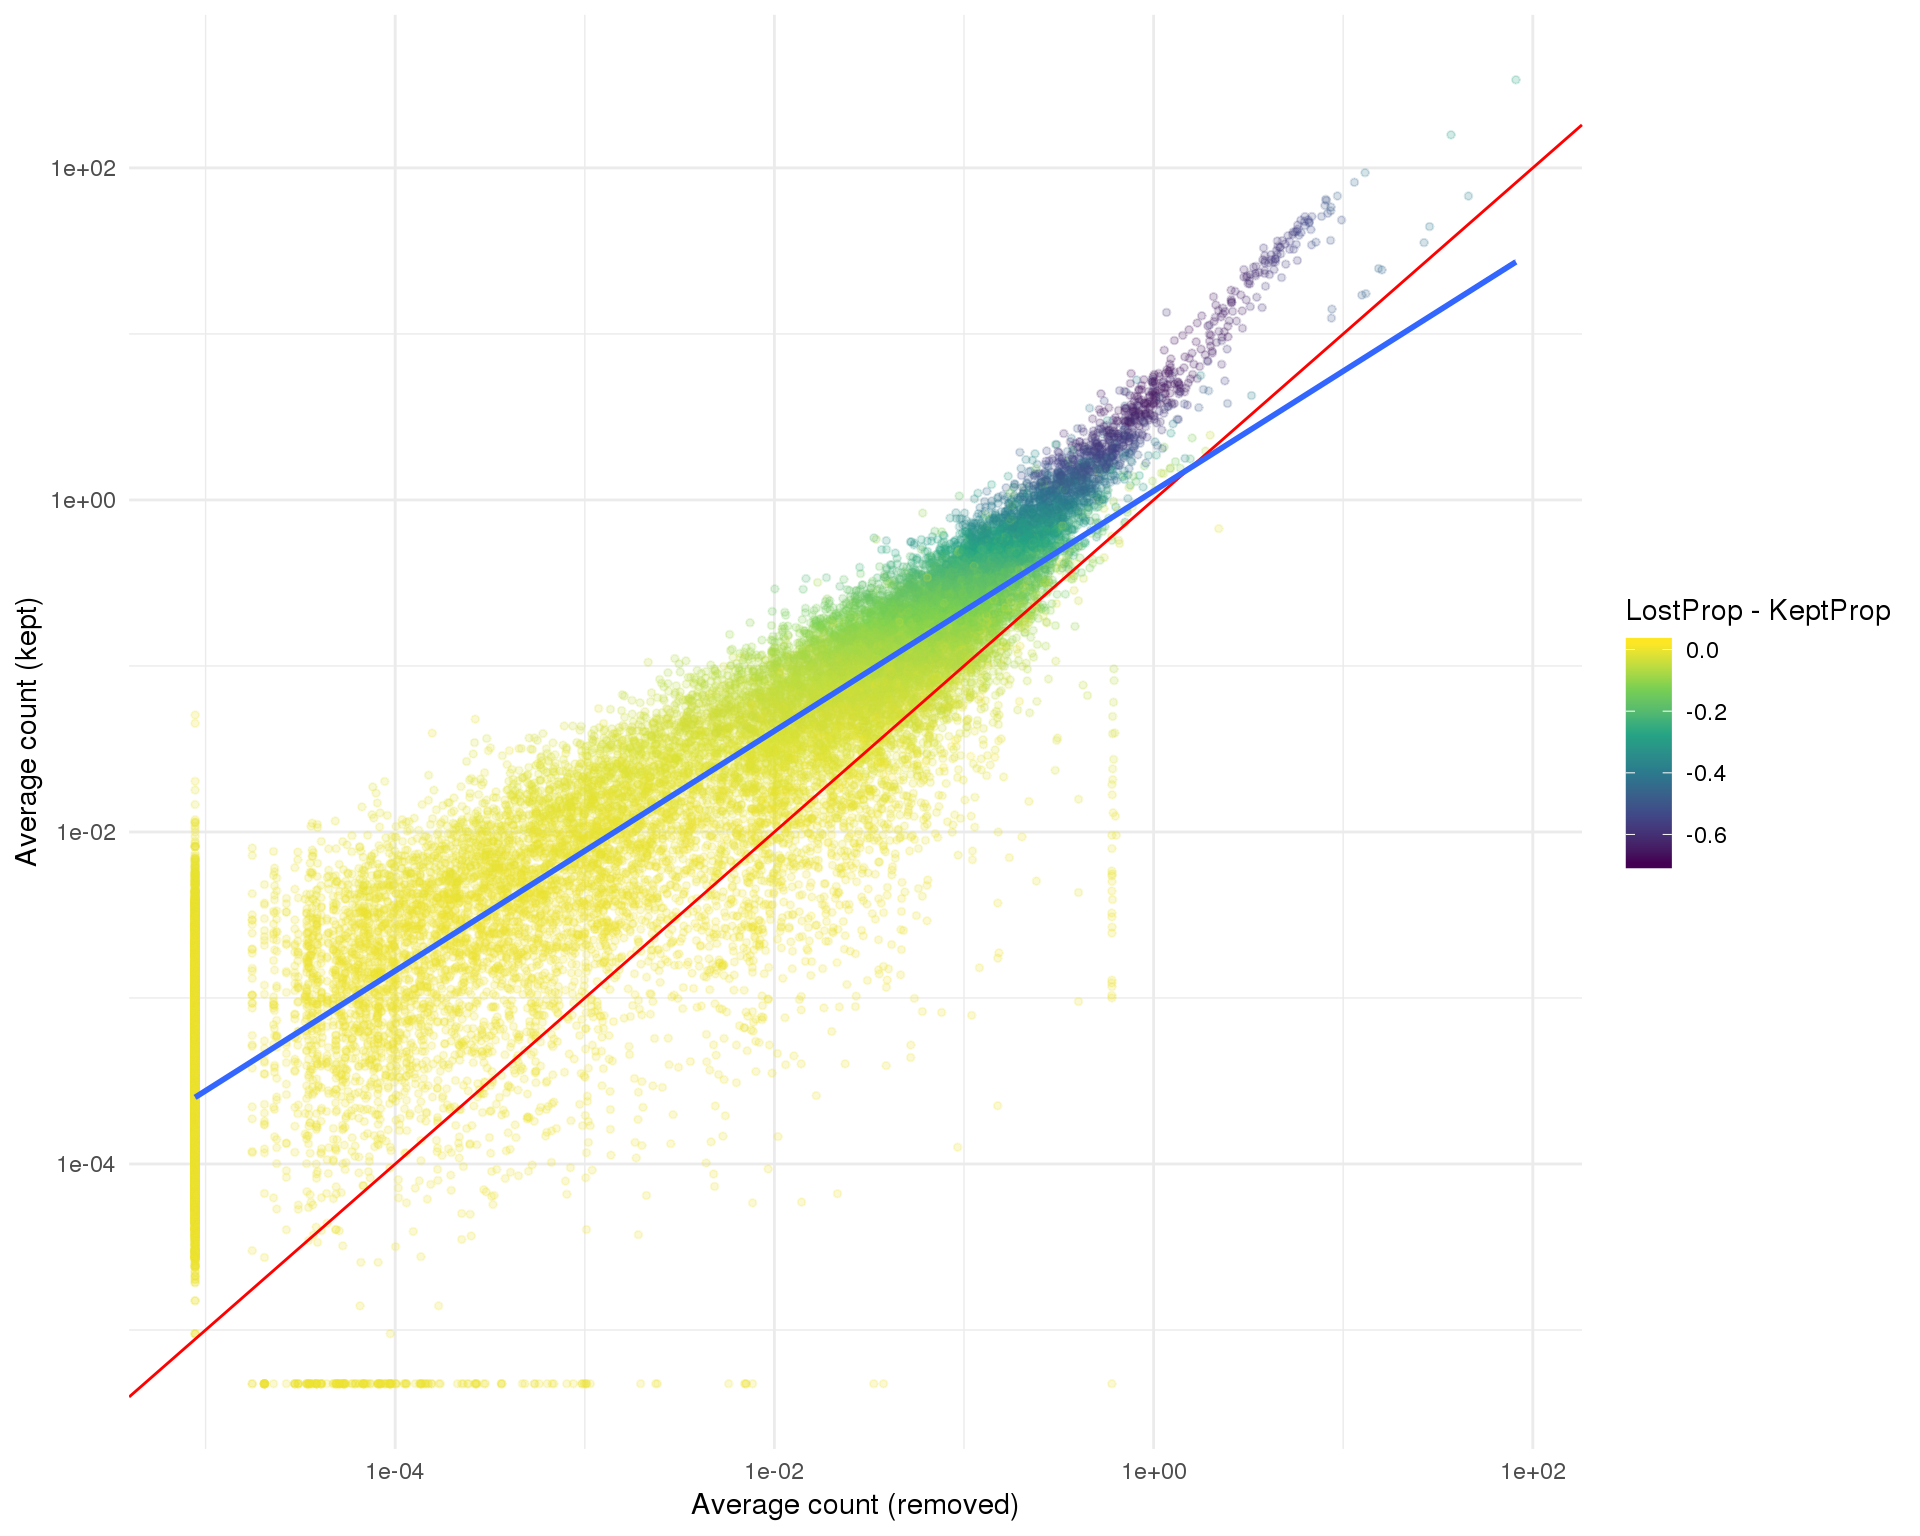 Average count (kept)
1e+02
1e+00
1e-02
1e-04
1e-04
1e-02
1e+00
1e+02
Average count (removed)
LostProp - KeptProp
0.0
-0.2
-0.4
-0.6